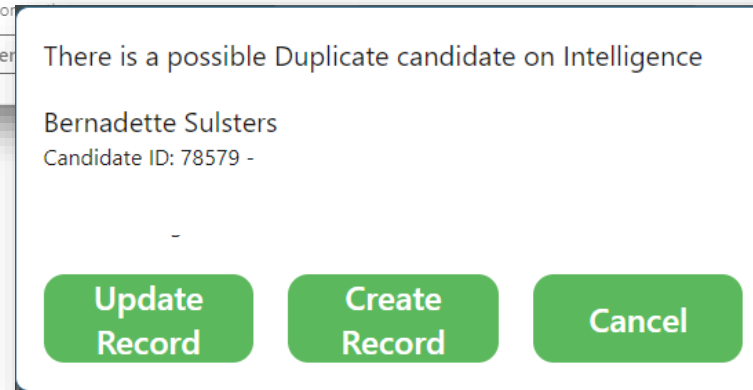 There is a possible Duplicate candidate on Intelligence
Bernadette Sulsters
Candidate ID: 78579 -
Update
Record
Create
Record
Cancel